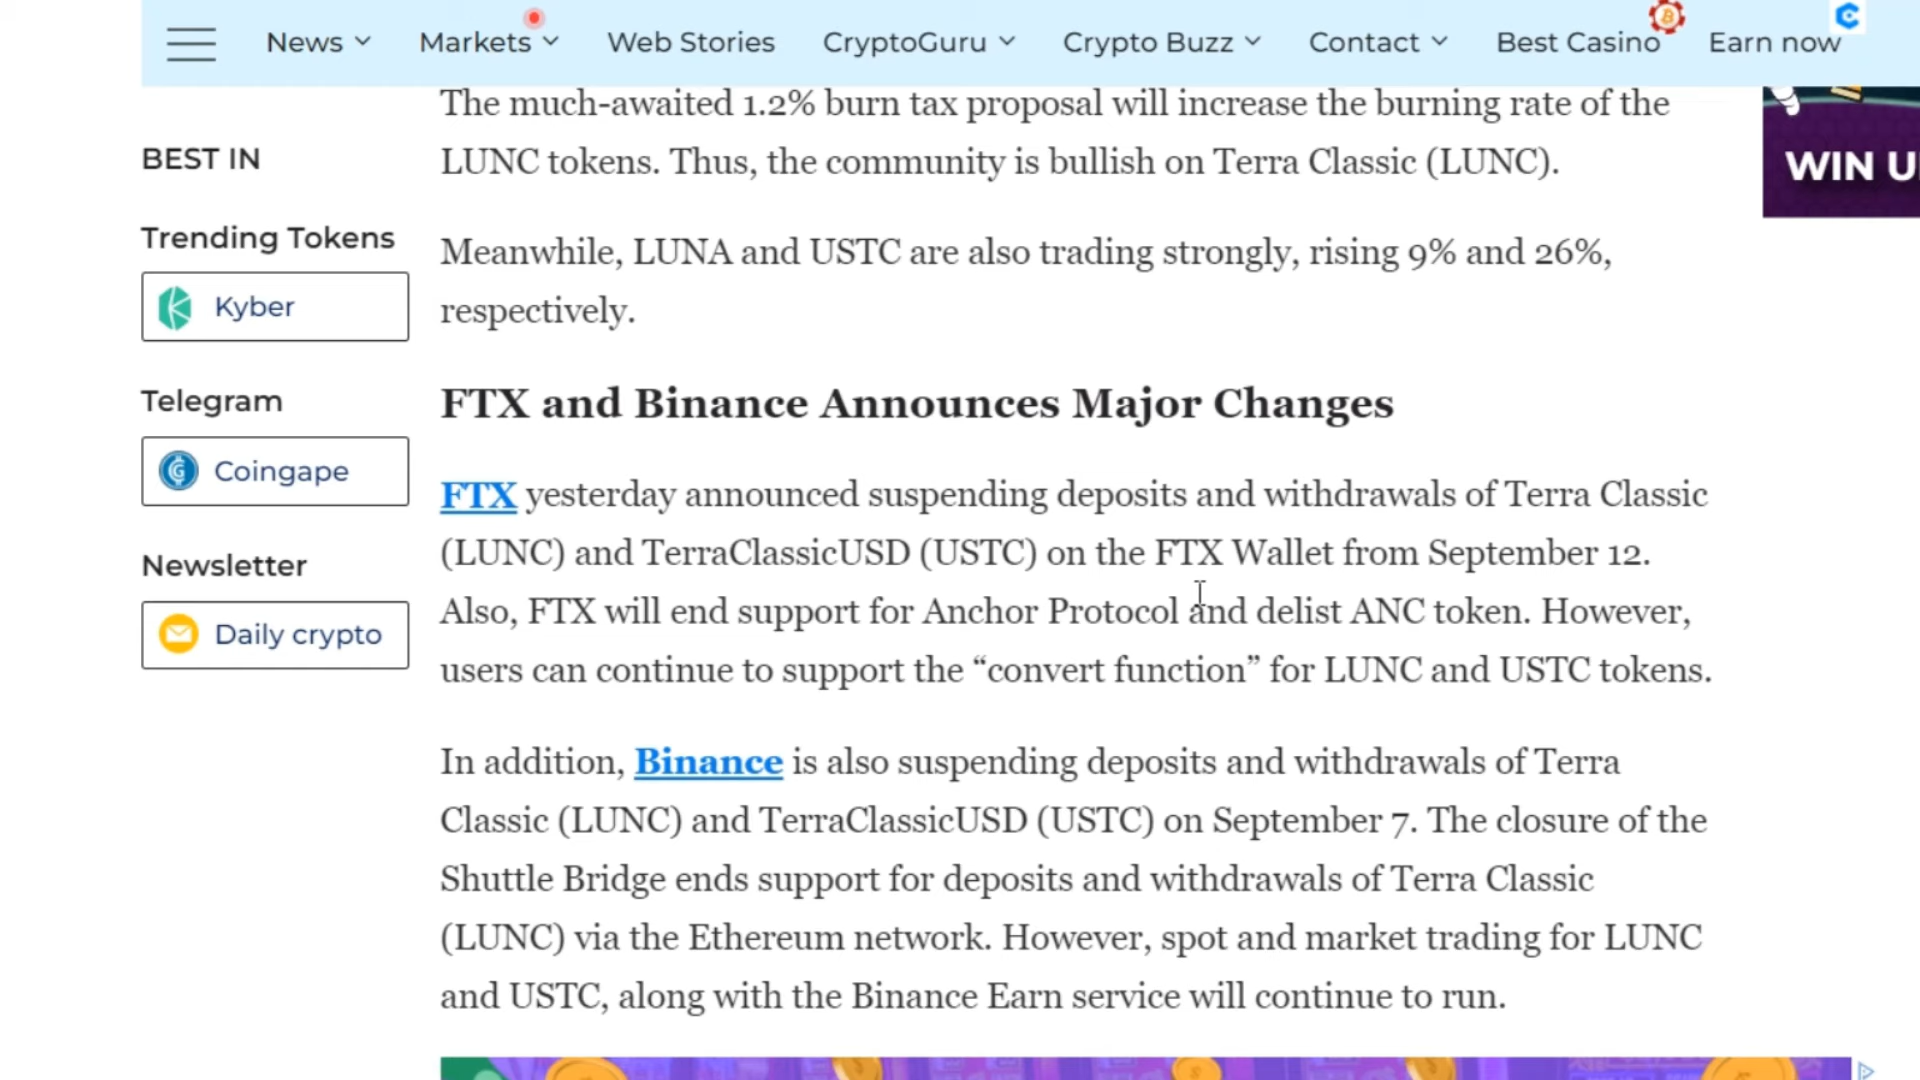 News
Markets
Web Stories
CryptoGuru
Crypto Buzz
Contact
Best Casino
Earn now
BEST IN
Trending Tokens
Kyber
Telegram
Coingape
Newsletter
Daily crypto
The much-awaited 1.2% burn tax proposal will increase the burning rate of the
LUNC tokens. Thus, the community is bullish on Terra Classic (LUNC).
Meanwhile, LUNA and USTC are also trading strongly, rising 9% and 26%,
respectively.
FTX and Binance Announces Major Changes
FTX yesterday announced suspending deposits and withdrawals of Terra Classic
(LUNC) and TerraClassicUSD (USTC) on the FTX Wallet from September 12.
Also, FTX will end support for Anchor Protocol and delist ANC token. However,
users can continue to support the “convert function” for LUNC and USTC tokens.
In addition, Binance is also suspending deposits and withdrawals of Terra
Classic (LUNC) and TerraClassicUSD (USTC) on September 7. The closure of the
Shuttle Bridge ends support for deposits and withdrawals of Terra Classic
(LUNC) via the Ethereum network. However, spot and market trading for LUNC
and USTC, along with the Binance Earn service will continue to run.
WIN